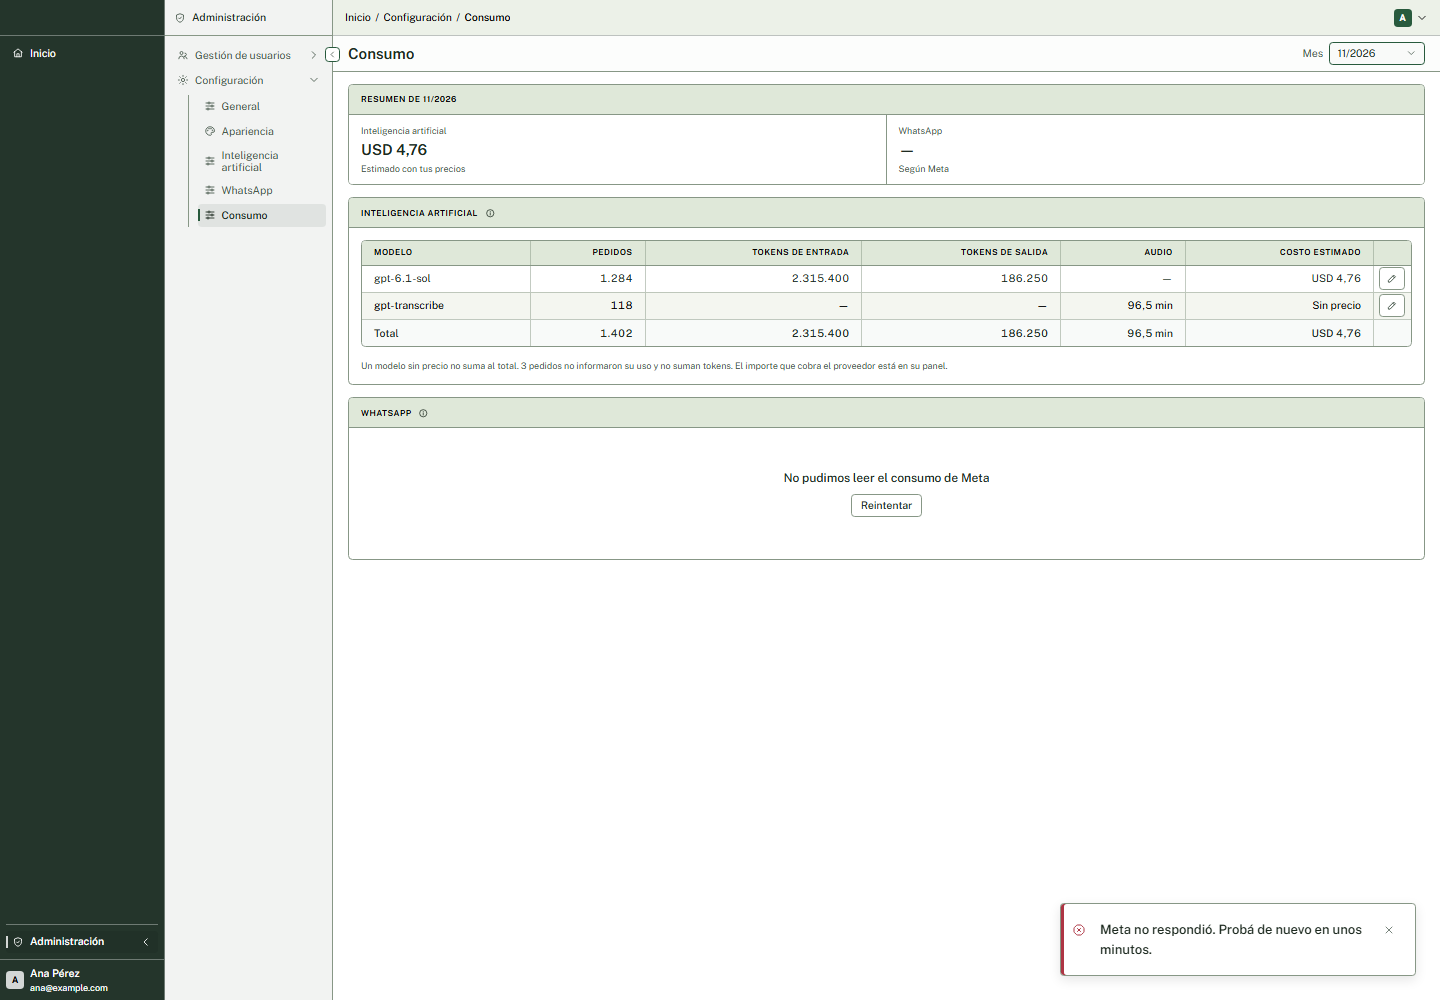 Administración
Inicio / Configuración / Consumo
A
Inicio
Gestión de usuarios
Configuración
General
Apariencia
Inteligencia
artificial
WhatsApp
Consumo
Consumo
Mes 11/2026
RESUMEN DE 11/2026
Inteligencia artificial
USD 4,76
Estimado con tus precios
WhatsApp
—
Según Meta
INTELIGENCIA ARTIFICIAL
MODELO PEDIDOS TOKENS DE ENTRADA TOKENS DE SALIDA AUDIO COSTO ESTIMADO
gpt-6.1-sol 1.284 2.315.400 186.250 — USD 4,76
gpt-transcribe 118 — — 96,5 min Sin precio
Total 1.402 2.315.400 186.250 96,5 min USD 4,76
Un modelo sin precio no suma al total. 3 pedidos no informaron su uso y no suman tokens. El importe que cobra el proveedor está en su panel.
WHATSAPP
No pudimos leer el consumo de Meta
Reintentar
Meta no respondió. Probá de nuevo en unos
minutos.
Administración
A
Ana Pérez
ana@example.com